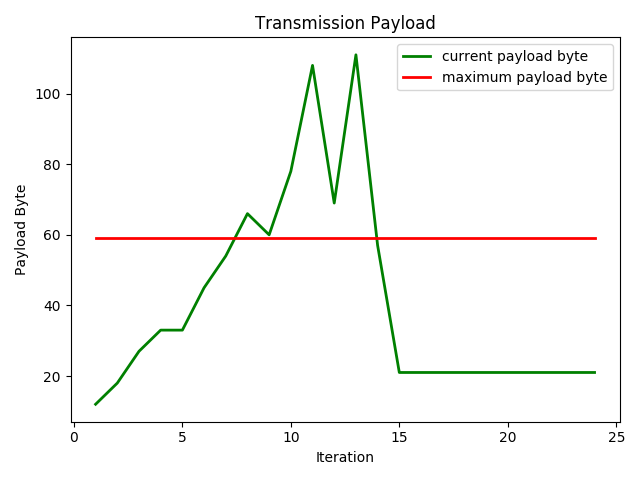 Transmission Payload
current payload byte
maximum payload byte
Payload Byte
100
80
60
40
20
0 5 10 15 20 25
Iteration